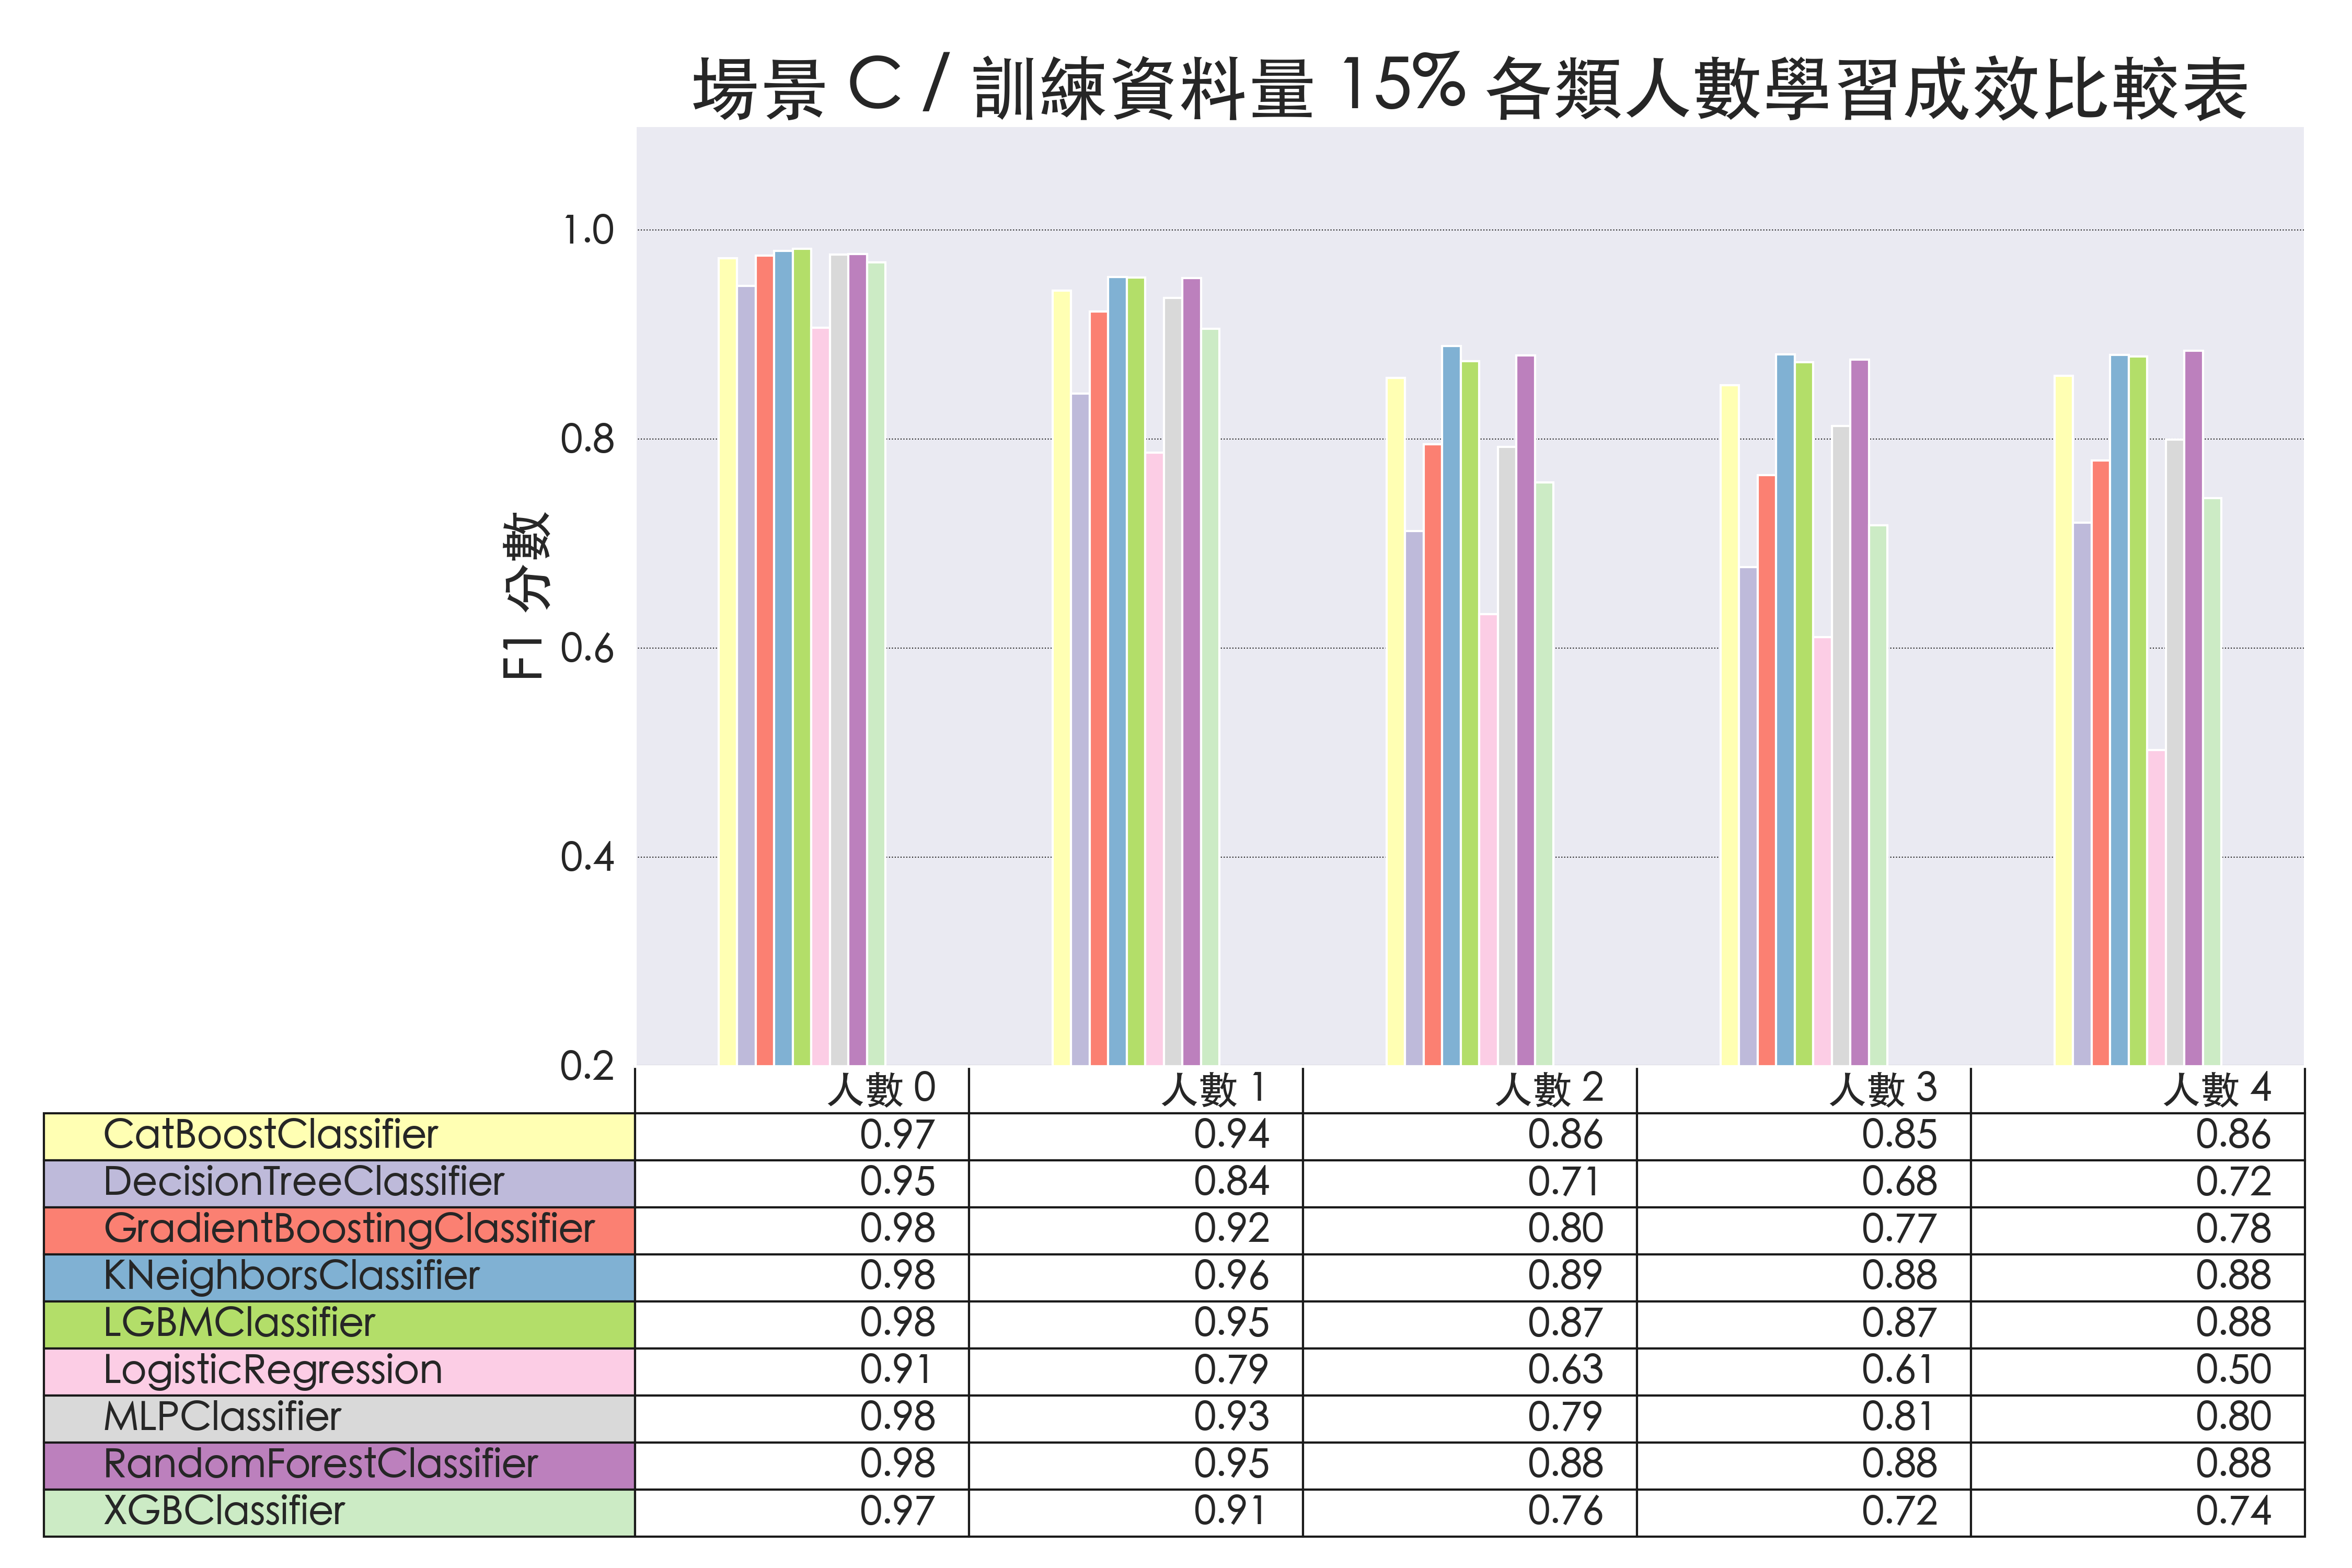 場景 C / 訓練資料量 15% 各類人數學習成效比較表
F1 分數
1.0
0.8
0.6
0.4
0.2
人數 0 人數 1 人數 2 人數 3 人數 4
CatBoostClassifier 0.97 0.94 0.86 0.85 0.86
DecisionTreeClassifier 0.95 0.84 0.71 0.68 0.72
GradientBoostingClassifier 0.98 0.92 0.80 0.77 0.78
KNeighborsClassifier 0.98 0.96 0.89 0.88 0.88
LGBMClassifier 0.98 0.95 0.87 0.87 0.88
LogisticRegression 0.91 0.79 0.63 0.61 0.50
MLPClassifier 0.98 0.93 0.79 0.81 0.80
RandomForestClassifier 0.98 0.95 0.88 0.88 0.88
XGBClassifier 0.97 0.91 0.76 0.72 0.74